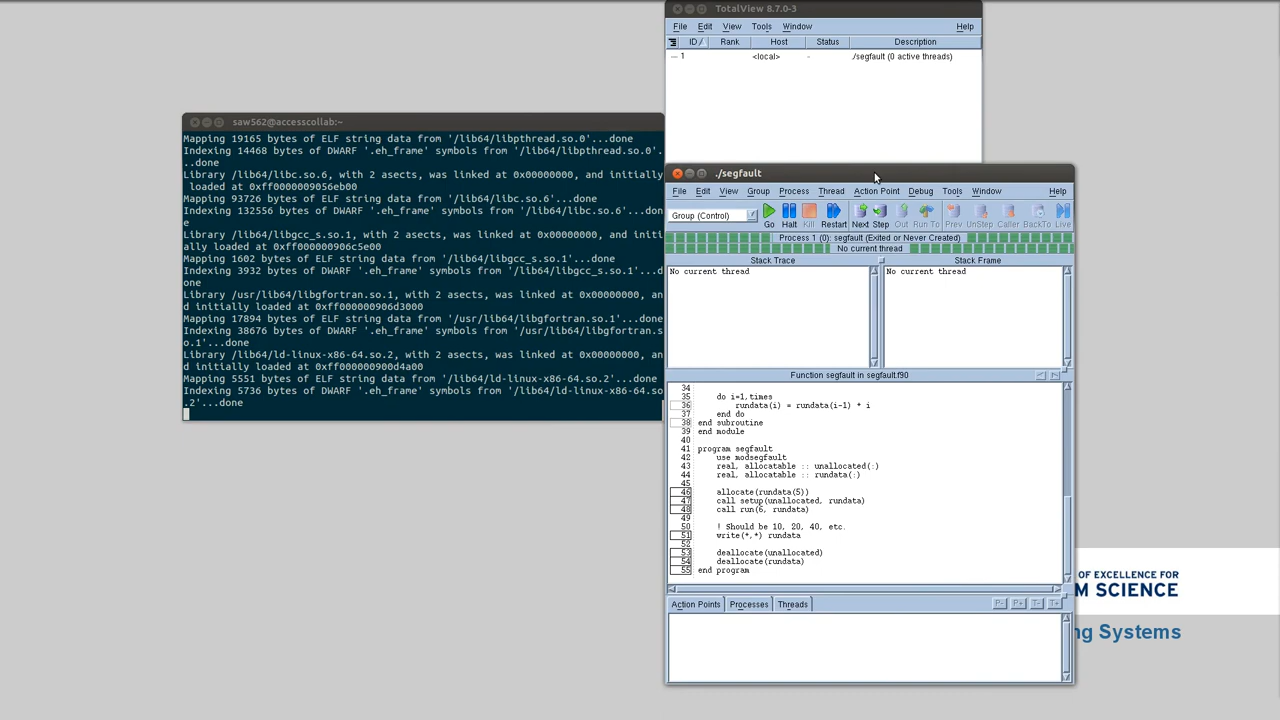 TotalView 8.7.0-3
File Edit View Tools Window Help
ID / Rank Host Status Description
1 <local> - ./segfault (0 active threads)
saw562@accesscollab:~
Mapping 19165 bytes of ELF string data from '/lib64/libpthread.so.0'...done
Indexing 14468 bytes of DWARF '.eh_frame' symbols from '/lib64/libpthread.so.0'.
..done
Library /lib64/libc.so.6, with 2 asects, was linked at 0x00000000, and initially
loaded at 0xff0000009056eb00
Mapping 93726 bytes of ELF string data from '/lib64/libc.so.6'...done
Indexing 132556 bytes of DWARF '.eh_frame' symbols from '/lib64/libc.so.6'...don
e
Library /lib64/libgcc_s.so.1, with 2 asects, was linked at 0x00000000, and initi
ally loaded at 0xff000000906c5e00
Mapping 1602 bytes of ELF string data from '/lib64/libgcc_s.so.1'...done
Indexing 3932 bytes of DWARF '.eh_frame' symbols from '/lib64/libgcc_s.so.1'...d
one
Library /usr/lib64/libgfortran.so.1, with 2 asects, was linked at 0x00000000, an
d initially loaded at 0xff000000906d3000
Mapping 17894 bytes of ELF string data from '/usr/lib64/libgfortran.so.1'...done
Indexing 38676 bytes of DWARF '.eh_frame' symbols from '/usr/lib64/libgfortran.s
o.1'...done
Library /lib64/ld-linux-x86-64.so.2, with 2 asects, was linked at 0x00000000, an
d initially loaded at 0xff000000900d4a00
Mapping 5551 bytes of ELF string data from '/lib64/ld-linux-x86-64.so.2'...done
Indexing 5736 bytes of DWARF '.eh_frame' symbols from '/lib64/ld-linux-x86-64.so
.2'...done
./segfault
File Edit View Group Process Thread Action Point Debug Tools Window Help
Group (Control) Go Halt Kill Restart Next Step Out Run To Prev UnStep Caller BackTo Live
Process 1 (0): segfault (Exited or Never Created)
No current thread
Stack Trace Stack Frame
No current thread No current thread
Function segfault in segfault.f90
34
35 do i=1,times
36 rundata(i) = rundata(i-1) * i
37 end do
38 end subroutine
39 end module
40
41 program segfault
42 use modsegfault
43 real, allocatable :: unallocated(:)
44 real, allocatable :: rundata(:)
45
46 allocate(rundata(5))
47 call setup(unallocated, rundata)
48 call run(6, rundata)
49
50 ! Should be 10, 20, 40, etc.
51 write(*,*) rundata
52
53 deallocate(unallocated)
54 deallocate(rundata)
55 end program
Action Points Processes Threads P- P+ T- T+
OF EXCELLENCE FOR
M SCIENCE
ng Systems